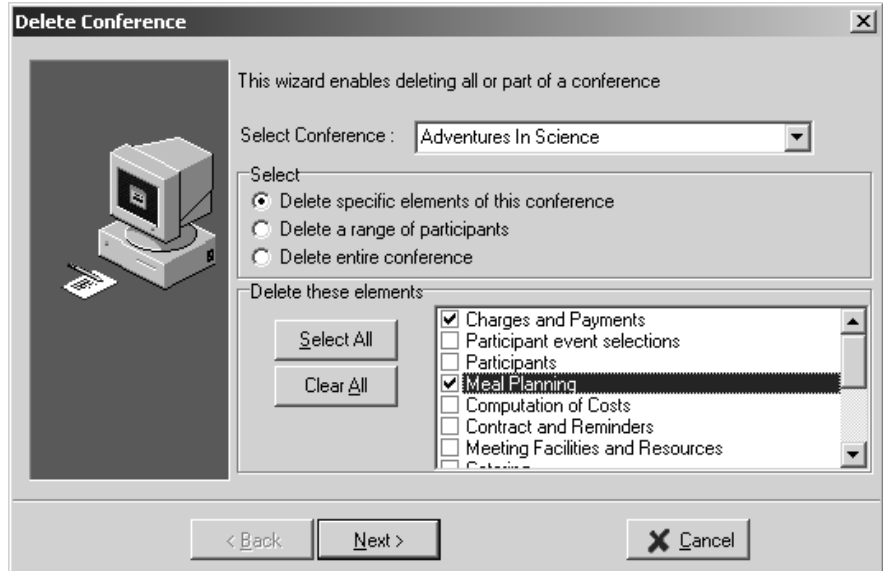 Delete Conference
This wizard enables deleting all or part of a conference
Select Conference : Adventures In Science
Select
Delete specific elements of this conference
Delete a range of participants
Delete entire conference
Delete these elements
Select All
Clear All
Charges and Payments
Participant event selections
Participants
Meal Planning
Computation of Costs
Contract and Reminders
Meeting Facilities and Resources
Catering
< Back
Next >
Cancel